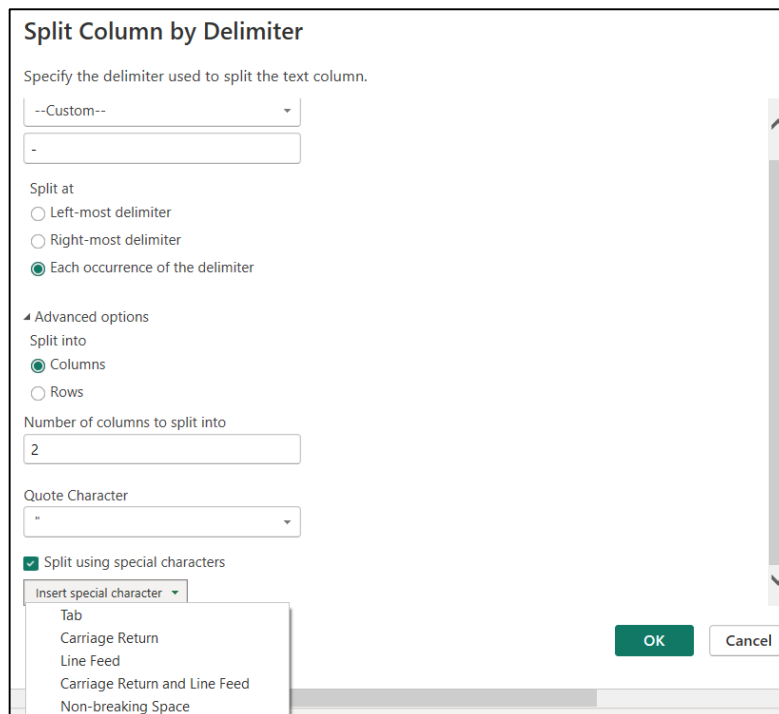 Split Column by Delimiter
Specify the delimiter used to split the text column.
--Custom--
-
Split at
Left-most delimiter
Right-most delimiter
Each occurrence of the delimiter
Advanced options
Split into
Columns
Rows
Number of columns to split into
2
Quote Character
"
Split using special characters
Insert special character
Tab
Carriage Return
Line Feed
Carriage Return and Line Feed
Non-breaking Space
OK Cancel